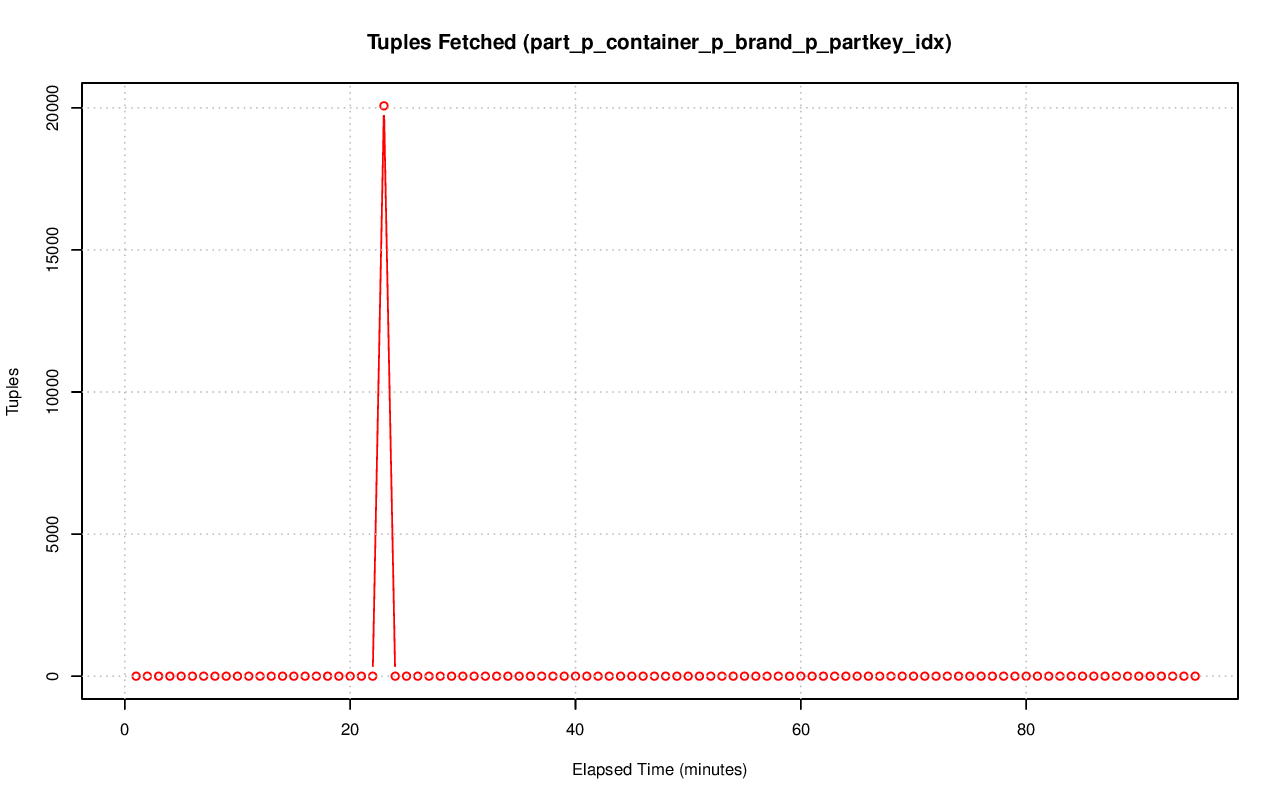 Tuples Fetched (part_p_container_p_brand_p_partkey_idx)
20000
15000
10000
5000
0
Tuples
0 20 40 60 80
Elapsed Time (minutes)